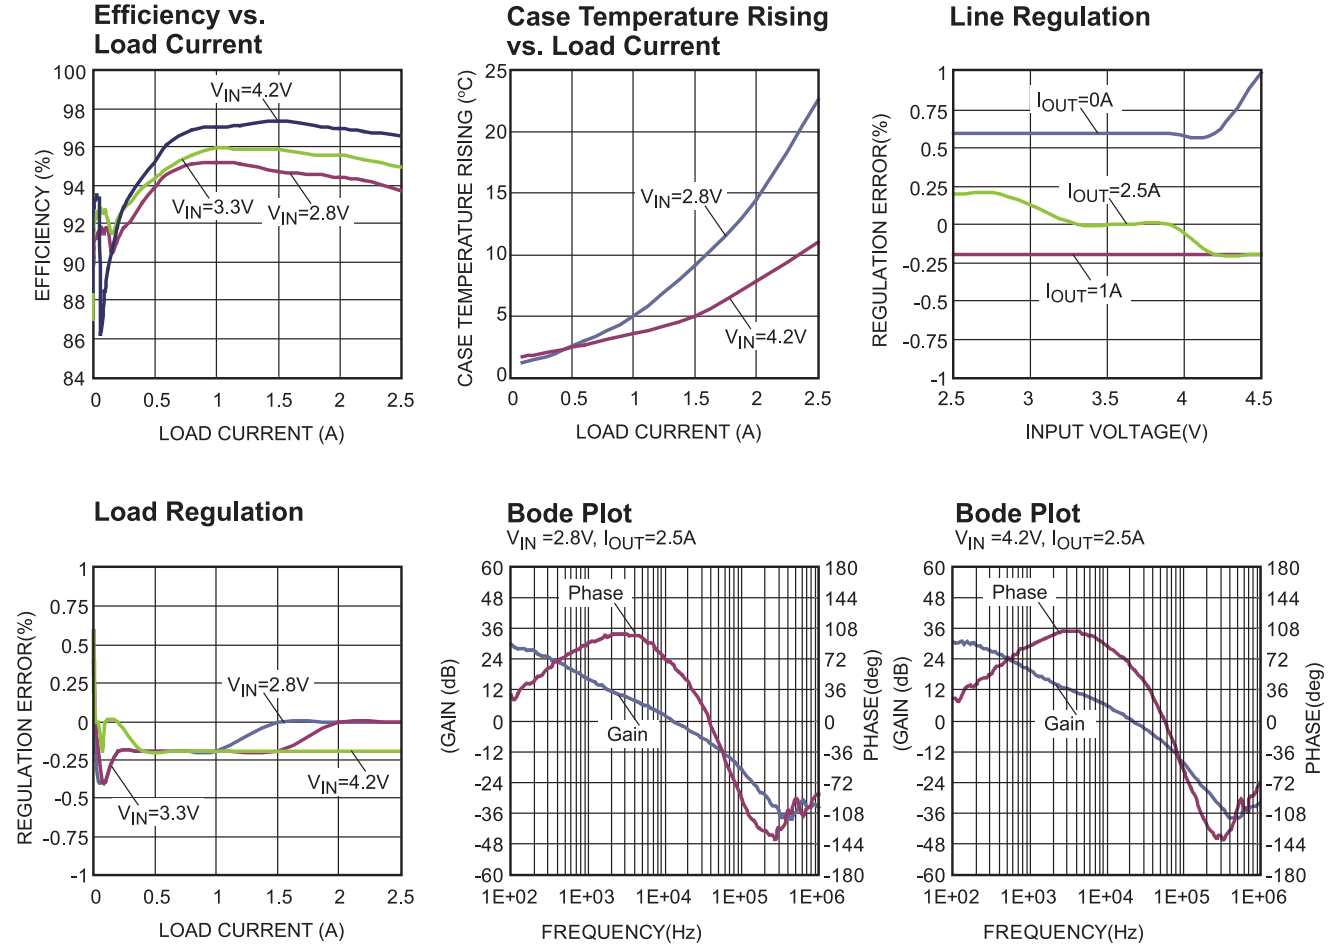 Efficiency vs.
Load Current
100
98
96
94
92
90
88
86
84
EFFICIENCY (%)
VIN=4.2V
VIN=3.3V
VIN=2.8V
0 0.5 1 1.5 2 2.5
LOAD CURRENT (A)
Case Temperature Rising
vs. Load Current
25
20
15
10
5
0
CASE TEMPERATURE RISING (oC)
VIN=2.8V
VIN=4.2V
0 0.5 1 1.5 2 2.5
LOAD CURRENT (A)
Line Regulation
1
0.75
0.5
0.25
0
-0.25
-0.5
-0.75
-1
REGULATION ERROR(%)
IOUT=0A
IOUT=2.5A
IOUT=1A
2.5 3 3.5 4 4.5
INPUT VOLTAGE(V)
Load Regulation
1
0.75
0.5
0.25
0
-0.25
-0.5
-0.75
-1
REGULATION ERROR(%)
VIN=2.8V
VIN=4.2V
VIN=3.3V
0 0.5 1 1.5 2 2.5
LOAD CURRENT (A)
Bode Plot
VIN =2.8V, IOUT=2.5A
60
48
36
24
12
0
-12
-24
-36
-48
-60
(GAIN (dB)
Phase
Gain
180
144
108
72
36
0
-36
-72
-108
-144
-180
PHASE(deg)
1E+02 1E+03 1E+04 1E+05 1E+06
FREQUENCY(Hz)
Bode Plot
VIN =4.2V, IOUT=2.5A
60
48
36
24
12
0
-12
-24
-36
-48
-60
(GAIN (dB)
Phase
Gain
180
144
108
72
36
0
-36
-72
-108
-144
-180
PHASE(deg)
1E+02 1E+03 1E+04 1E+05 1E+06
FREQUENCY(Hz)